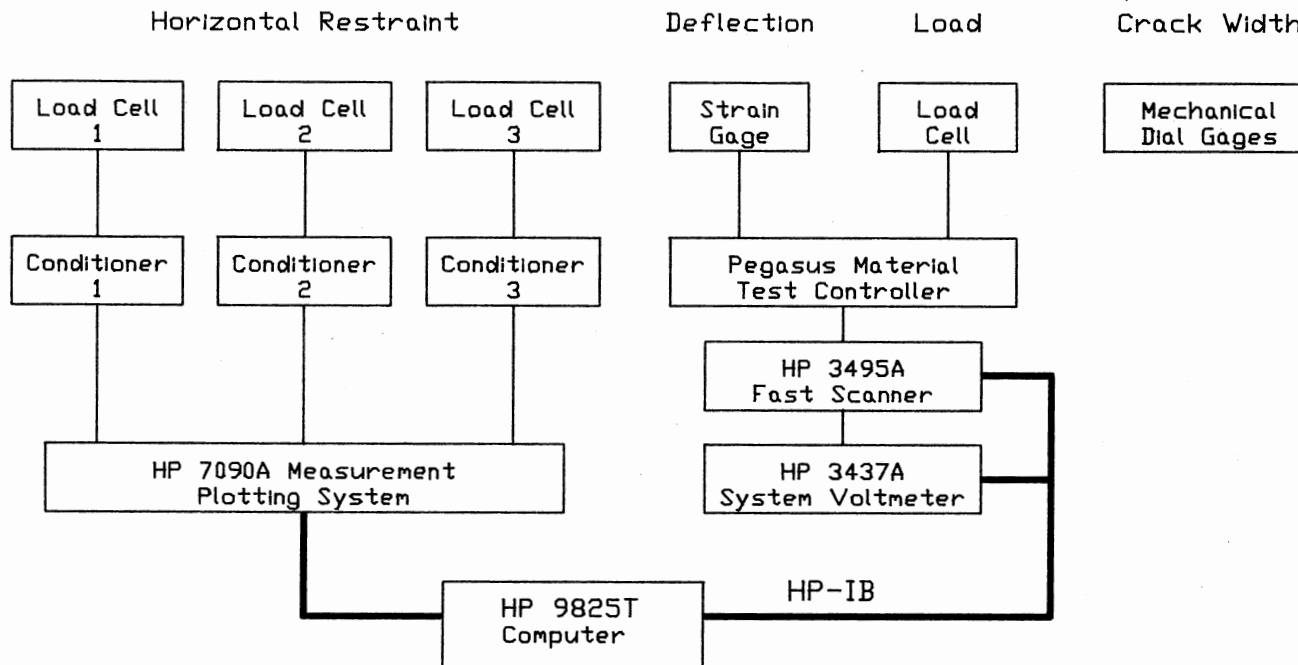 Horizontal Restraint
Deflection
Load
Crack Width
Load Cell
1
Load Cell
2
Load Cell
3
Strain
Gage
Load
Cell
Mechanical
Dial Gages
Conditioner
1
Conditioner
2
Conditioner
3
Pegasus Material
Test Controller
HP 3495A
Fast Scanner
HP 7090A Measurement
Plotting System
HP 3437A
System Voltmeter
HP-IB
HP 9825T
Computer